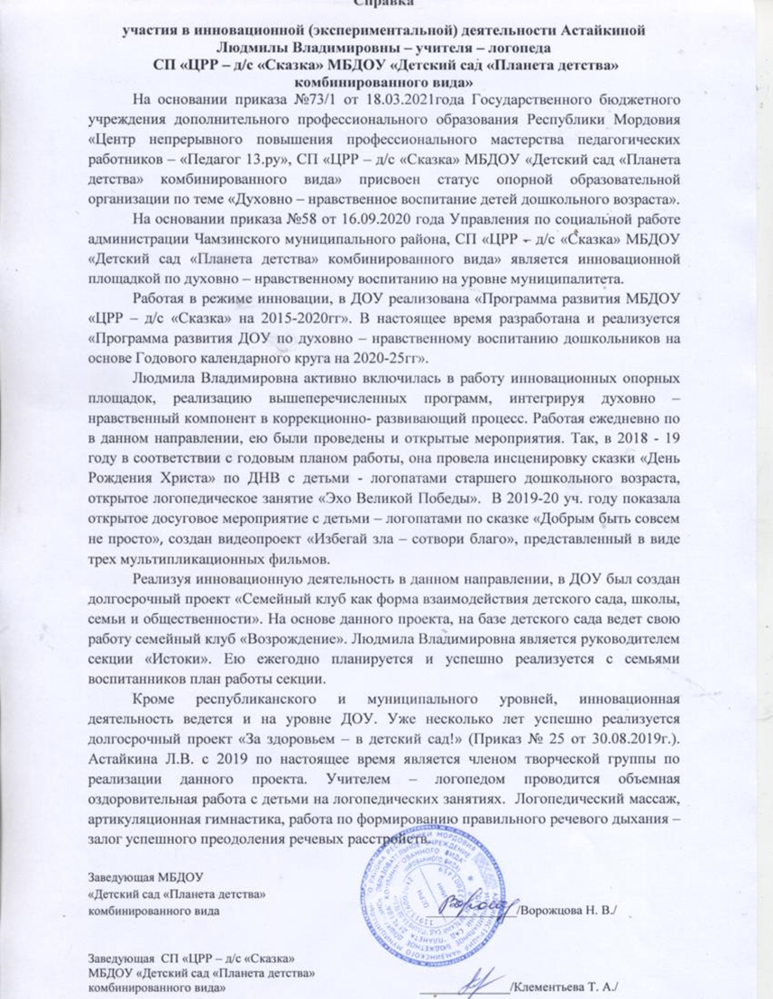 Справка
участия в инновационной (экспериментальной) деятельности Астайкиной
Людмилы Владимировны – учителя – логопеда
СП «ЦРР – д/с «Сказка» МБДОУ «Детский сад «Планета детства»
комбинированного вида»
На основании приказа №73/1 от 18.03.2021года Государственного бюджетного
учреждения дополнительного профессионального образования Республики Мордовия
«Центр непрерывного повышения профессионального мастерства педагогических
работников – «Педагог 13.ру», СП «ЦРР – д/с «Сказка» МБДОУ «Детский сад «Планета
детства» комбинированного вида» присвоен статус опорной образовательной
организации по теме «Духовно – нравственное воспитание детей дошкольного возраста».
На основании приказа №58 от 16.09.2020 года Управления по социальной работе
администрации Чамзинского муниципального района, СП «ЦРР – д/с «Сказка» МБДОУ
«Детский сад «Планета детства» комбинированного вида» является инновационной
площадкой по духовно – нравственному воспитанию на уровне муниципалитета.
Работая в режиме инновации, в ДОУ реализована «Программа развития МБДОУ
«ЦРР – д/с «Сказка» на 2015-2020гг». В настоящее время разработана и реализуется
«Программа развития ДОУ по духовно – нравственному воспитанию дошкольников на
основе Годового календарного круга на 2020-25гг».
Людмила Владимировна активно включилась в работу инновационных опорных
площадок, реализацию вышеперечисленных программ, интегрируя духовно –
нравственный компонент в коррекционно- развивающий процесс. Работая ежедневно по
в данном направлении, ею были проведены и открытые мероприятия. Так, в 2018 - 19
году в соответствии с годовым планом работы, она провела инсценировку сказки «День
Рождения Христа» по ДНВ с детьми - логопатами старшего дошкольного возраста,
открытое логопедическое занятие «Эхо Великой Победы». В 2019-20 уч. году показала
открытое досуговое мероприятие с детьми – логопатами по сказке «Добрым быть совсем
не просто», создан видеопроект «Избегай зла – сотвори благо», представленный в виде
трех мультипликационных фильмов.
Реализуя инновационную деятельность в данном направлении, в ДОУ был создан
долгосрочный проект «Семейный клуб как форма взаимодействия детского сада, школы,
семьи и общественности». На основе данного проекта, на базе детского сада ведет свою
работу семейный клуб «Возрождение». Людмила Владимировна является руководителем
секции «Истоки». Ею ежегодно планируется и успешно реализуется с семьями
воспитанников план работы секции.
Кроме республиканского и муниципального уровней, инновационная
деятельность ведется и на уровне ДОУ. Уже несколько лет успешно реализуется
долгосрочный проект «За здоровьем – в детский сад!» (Приказ № 25 от 30.08.2019г.).
Астайкина Л.В. с 2019 по настоящее время является членом творческой группы по
реализации данного проекта. Учителем – логопедом проводится объемная
оздоровительная работа с детьми на логопедических занятиях. Логопедический массаж,
артикуляционная гимнастика, работа по формированию правильного речевого дыхания –
залог успешного преодоления речевых расстройств.
Заведующая МБДОУ
«Детский сад «Планета детства»
комбинированного вида /Ворожцова Н. В./
Заведующая СП «ЦРР – д/с «Сказка»
МБДОУ «Детский сад «Планета детства»
комбинированного вида» /Клементьева Т. А./